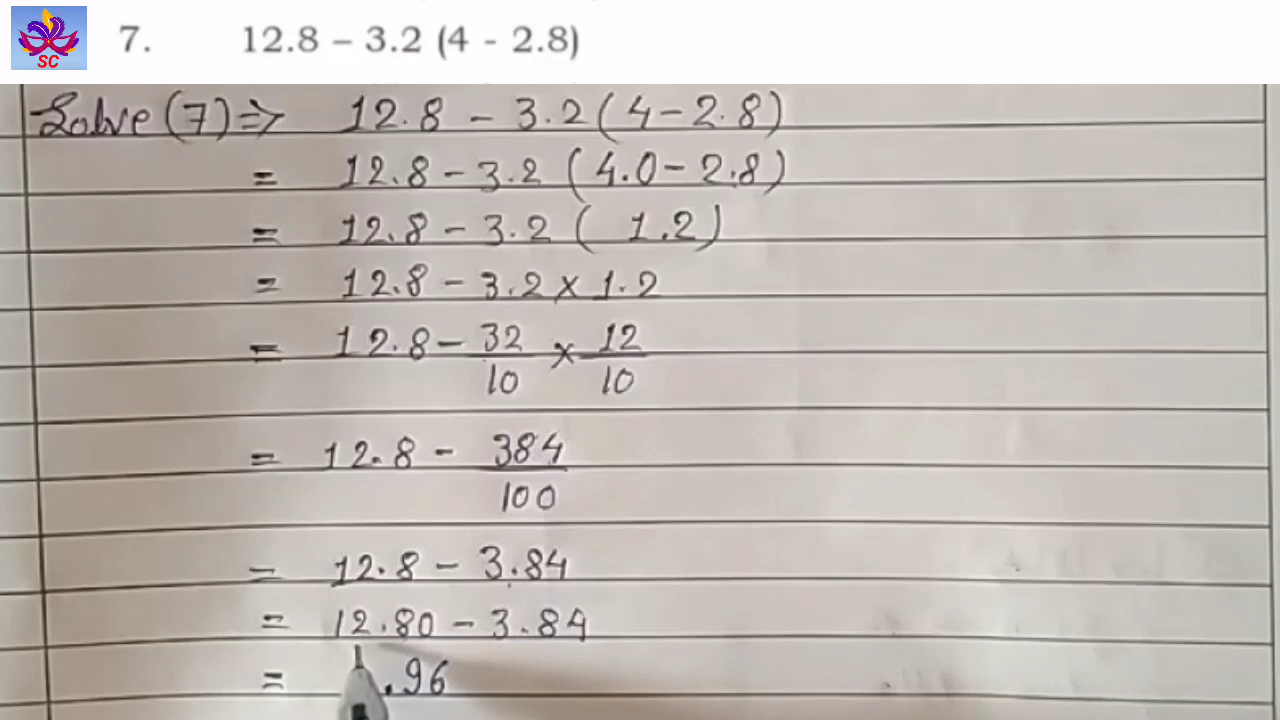 SC
7. 12.8 – 3.2 (4 - 2.8)
Solve (7) ⇒ 12.8 - 3.2 (4 - 2.8)
= 12.8 - 3.2 (4.0 - 2.8)
= 12.8 - 3.2 ( 1.2)
= 12.8 - 3.2 × 1.2
= 12.8 - 32/10 × 12/10
= 12.8 - 384/100
= 12.8 - 3.84
= 12.80 - 3.84
= .96